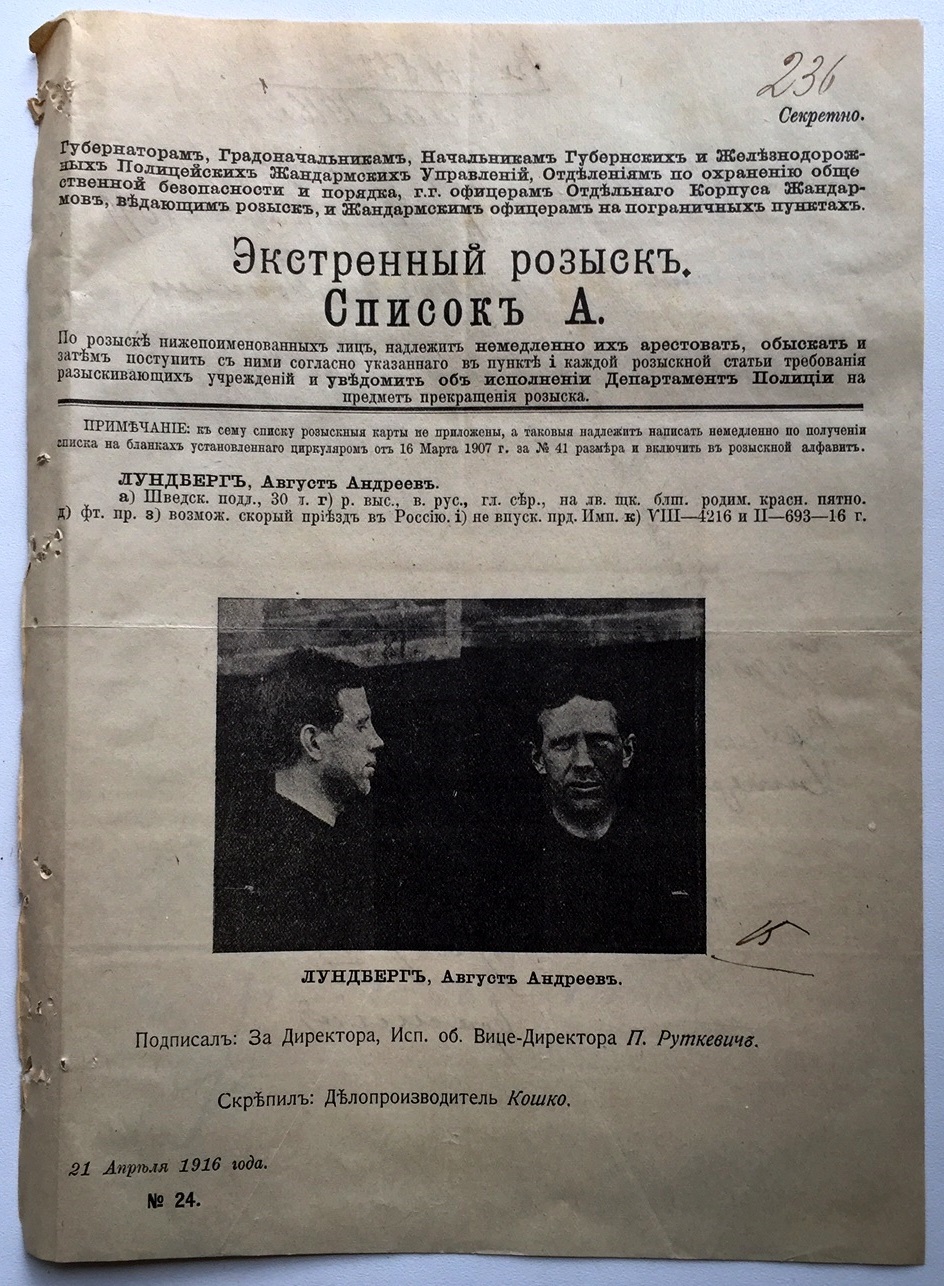 236
Секретно.
Губернаторамъ, Градоначальникамъ, Начальникамъ Губернскихъ и Желѣзнодорож-
ныхъ Полицейскихъ Жандармскихъ Управленій, Отдѣленіямъ по охраненію обще
ственной безопасности и порядка, г.г. офицерамъ Отдѣльнаго Корпуса Жандар-
мовъ, вѣдающимъ розыскъ, и Жандармскимъ офицерамъ на пограничныхъ пунктахъ.
Экстренный розыскъ.
Списокъ А.
По розыскѣ нижепоименованныхъ лицъ, надлежитъ немедленно ихъ арестовать, обыскать и
затѣмъ поступить съ ними согласно указаннаго въ пунктѣ і каждой розыскной статьи требованія
разыскивающихъ учрежденій и увѣдомить объ исполненіи Департаментъ Полиціи на
предметъ прекращенія розыска.
ПРИМѢЧАНІЕ: къ сему списку розыскныя карты не приложены, а таковыя надлежитъ написать немедленно по полученіи
списка на бланкахъ установленнаго циркуляромъ отъ 16 Марта 1907 г. за № 41 размѣра и включить въ розыскной алфавитъ.
ЛУНДБЕРГЪ, Августъ Андреевъ.
а) Шведск. подл., 30 л. г) р. выс., в. рус., гл. сѣр., на лв. щк. блш. родим. красн. пятно.
д) фт. пр. з) возмож. скорый пріѣздъ въ Россію. і) не впуск. прд. Имп. к) VIII—4216 и II—693—16 г.
ЛУНДБЕРГЪ, Августъ Андреевъ.
Подписалъ: За Директора, Исп. об. Вице-Директора П. Руткевичъ.
Скрѣпилъ: Дѣлопроизводитель Кошко.
21 Апрѣля 1916 года.
№ 24.